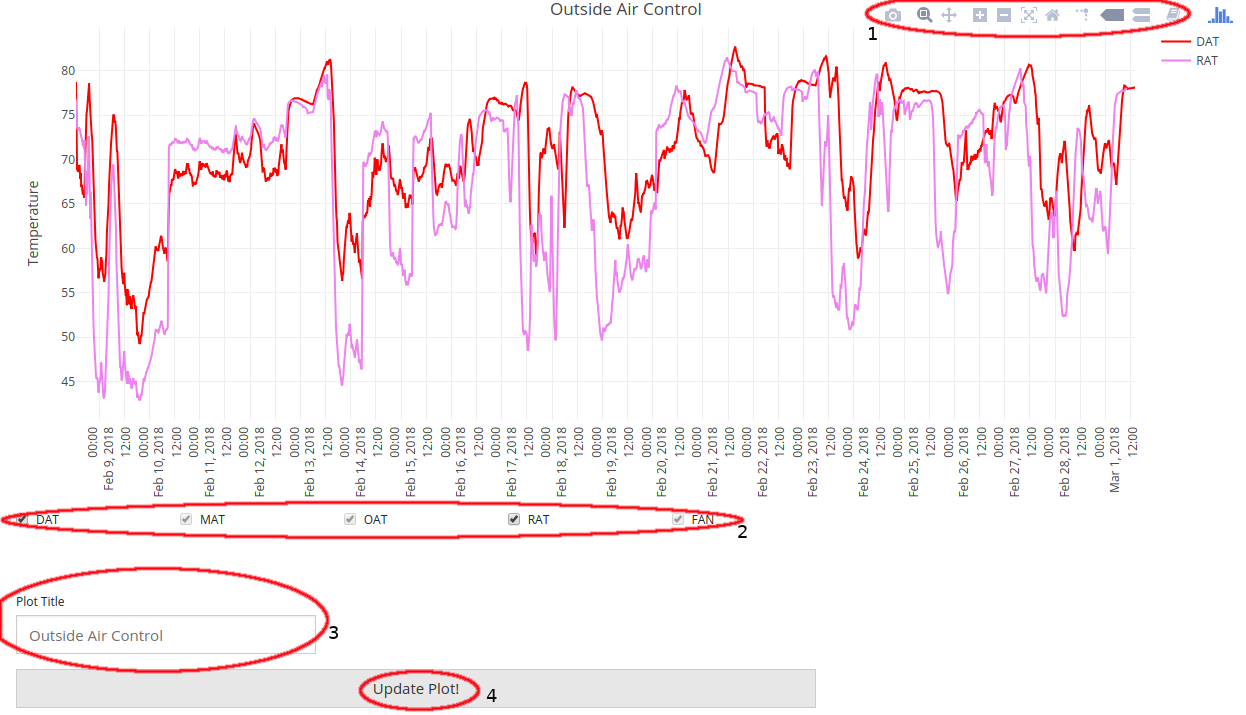 Outside Air Control
1
DAT
RAT
80
75
70
65
60
55
50
45
Temperature
00:00
Feb 9, 2018
12:00
00:00
Feb 10, 2018
12:00
00:00
Feb 11, 2018
12:00
00:00
Feb 12, 2018
12:00
00:00
Feb 13, 2018
12:00
00:00
Feb 14, 2018
12:00
00:00
Feb 15, 2018
12:00
00:00
Feb 16, 2018
12:00
00:00
Feb 17, 2018
12:00
00:00
Feb 18, 2018
12:00
00:00
Feb 19, 2018
12:00
00:00
Feb 20, 2018
12:00
00:00
Feb 21, 2018
12:00
00:00
Feb 22, 2018
12:00
00:00
Feb 23, 2018
12:00
00:00
Feb 24, 2018
12:00
00:00
Feb 25, 2018
12:00
00:00
Feb 26, 2018
12:00
00:00
Feb 27, 2018
12:00
00:00
Feb 28, 2018
12:00
00:00
Mar 1, 2018
12:00
DAT MAT OAT RAT FAN
2
Plot Title
Outside Air Control
3
Update Plot!
4